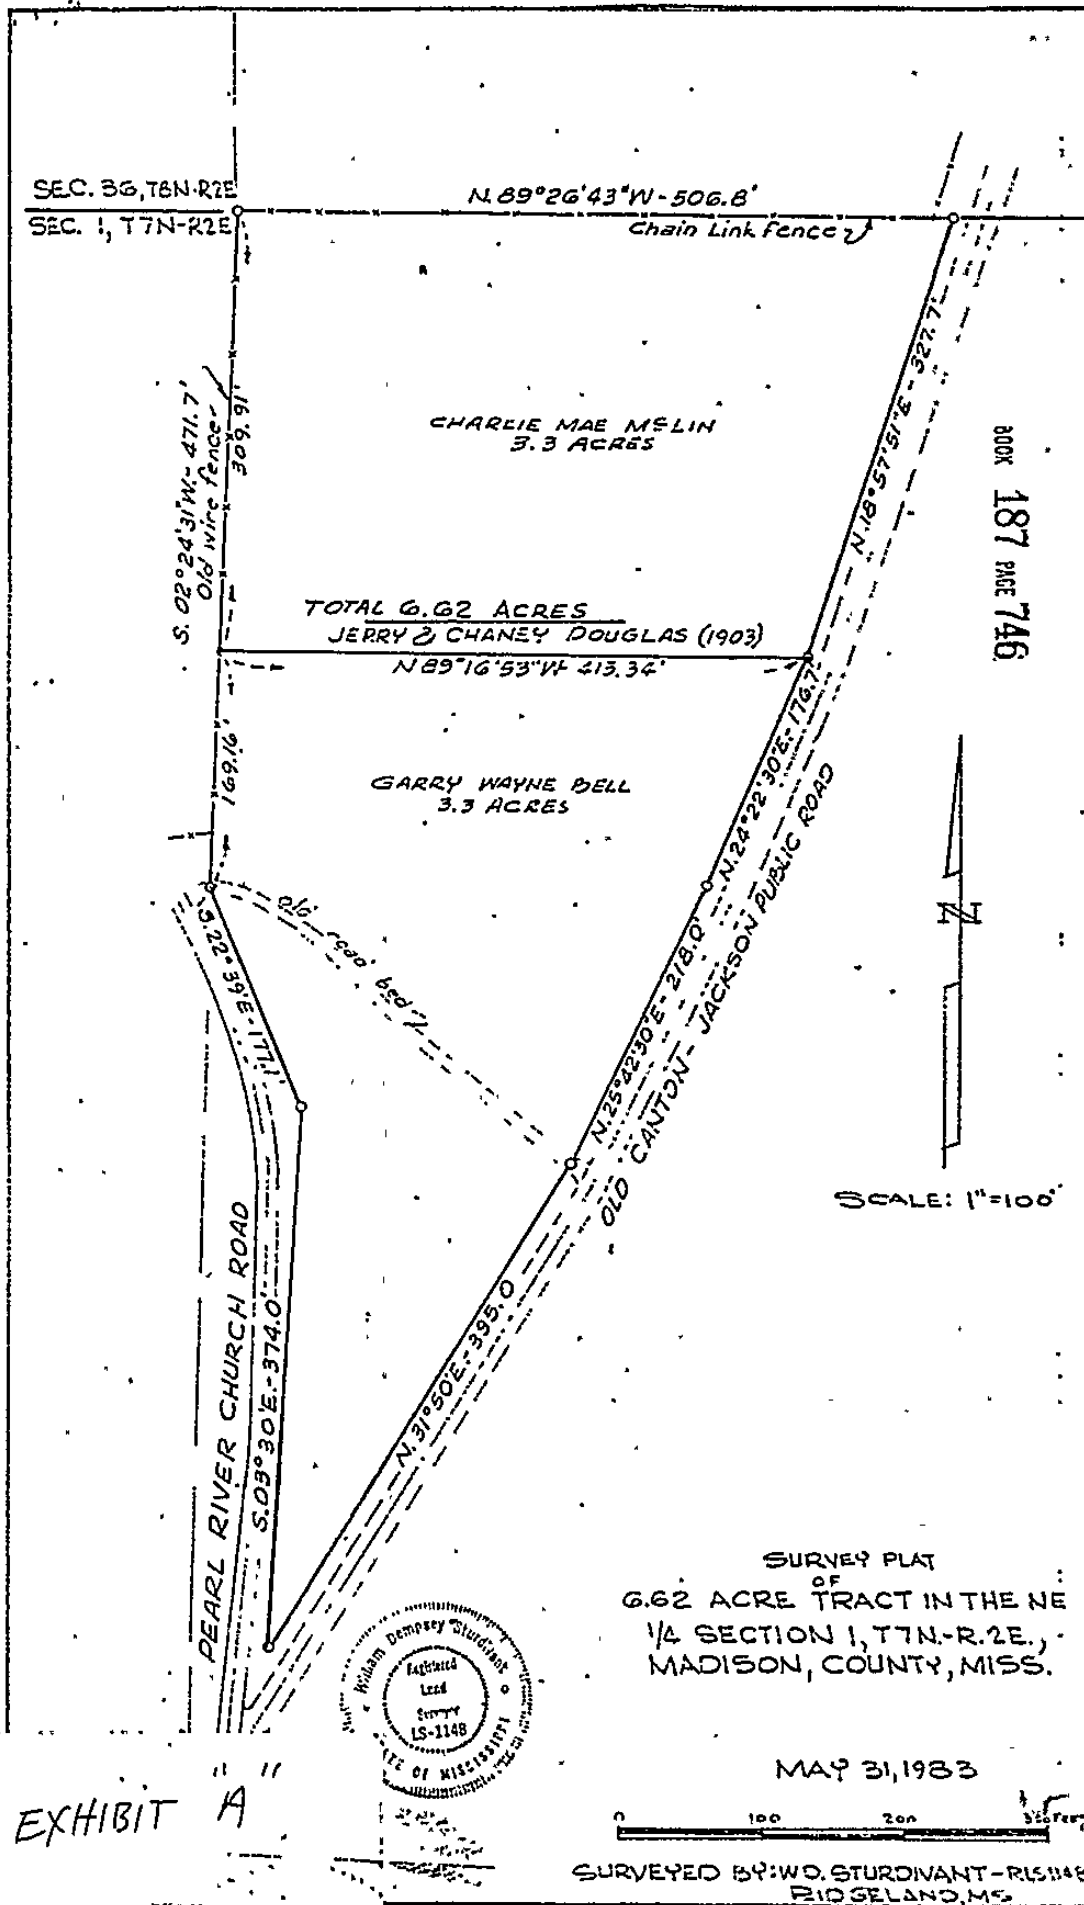 SEC. 36, T8N-R2E
SEC. 1, T7N-R2E
N.89°26'43"W-506.8'
Chain Link fence
S. 02°24'31"W.- 471.7'
Old wire fence
309.91'
N.18°57'51"E - 327.7'
CHARLIE MAE McLIN
3.3 ACRES
BOOK 187 PAGE 746
TOTAL 6.62 ACRES
JERRY & CHANEY DOUGLAS (1903)
N 89°16'53"W 413.34'
169.16'
GARRY WAYNE BELL
3.3 ACRES
N.24°22'30"E.- 176.7'
old road bed
S.22°39'E-177.1'
N.25°42'30"E- 218.0'
OLD CANTON - JACKSON PUBLIC ROAD
N
SCALE: 1"=100'
PEARL RIVER CHURCH ROAD
S.03°30'E.-374.0'
N.31°50'E.-395.0
SURVEY PLAT
OF
6.62 ACRE TRACT IN THE NE
1/4 SECTION 1, T7N.-R.2E.,
MADISON, COUNTY, MISS.
William Dempsey Sturdivant
Registered
Land
Surveyor
LS-1148
STATE OF MISSISSIPPI
MAY 31, 1983
"A"
EXHIBIT
0 100 200 300 Feet
SURVEYED BY: W.D. STURDIVANT-RLS1148
RIDGELAND, MS